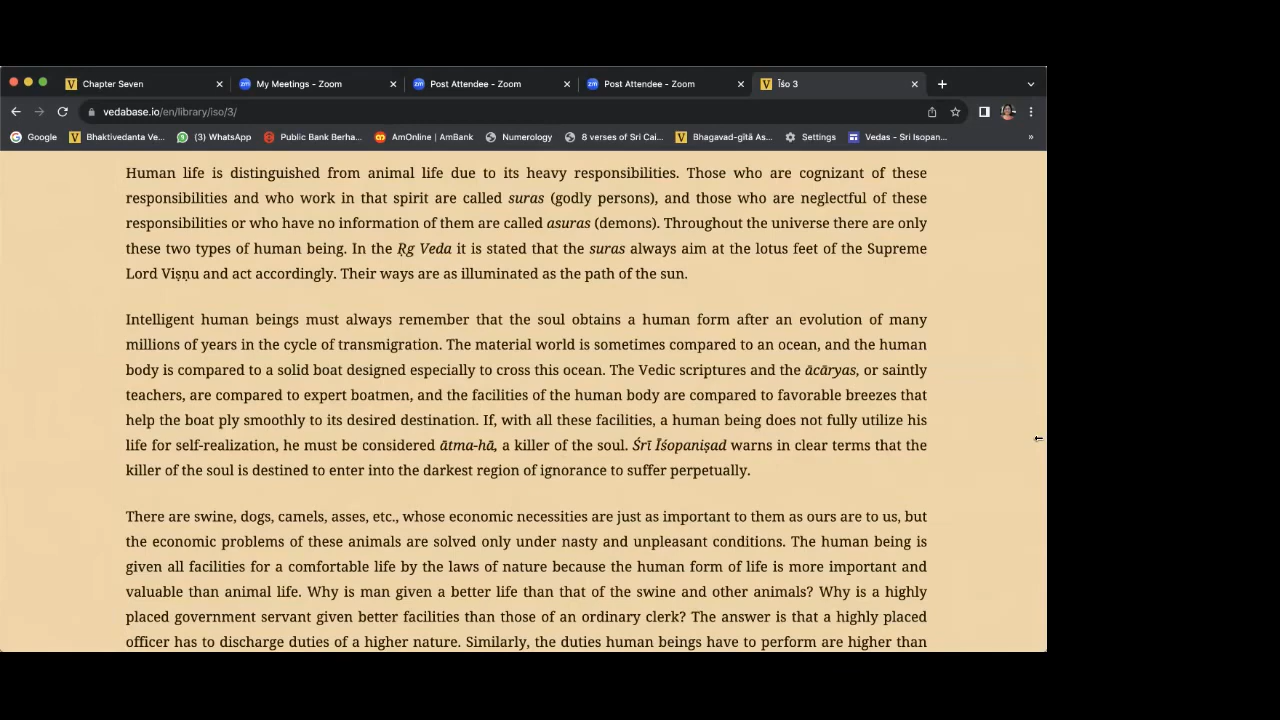 Chapter Seven
My Meetings - Zoom
Post Attendee - Zoom
Post Attendee - Zoom
Īśo 3
vedabase.io/en/library/iso/3/
Google
Bhaktivedanta Ve...
(3) WhatsApp
Public Bank Berha...
AmOnline | AmBank
Numerology
8 verses of Sri Cai...
Bhagavad-gītā As...
Settings
Vedas - Sri Isopan...
»
Human life is distinguished from animal life due to its heavy responsibilities. Those who are cognizant of these
responsibilities and who work in that spirit are called suras (godly persons), and those who are neglectful of these
responsibilities or who have no information of them are called asuras (demons). Throughout the universe there are only
these two types of human being. In the Ṛg Veda it is stated that the suras always aim at the lotus feet of the Supreme
Lord Viṣṇu and act accordingly. Their ways are as illuminated as the path of the sun.
Intelligent human beings must always remember that the soul obtains a human form after an evolution of many
millions of years in the cycle of transmigration. The material world is sometimes compared to an ocean, and the human
body is compared to a solid boat designed especially to cross this ocean. The Vedic scriptures and the ācāryas, or saintly
teachers, are compared to expert boatmen, and the facilities of the human body are compared to favorable breezes that
help the boat ply smoothly to its desired destination. If, with all these facilities, a human being does not fully utilize his
life for self-realization, he must be considered ātma-hā, a killer of the soul. Śrī Īśopaniṣad warns in clear terms that the
killer of the soul is destined to enter into the darkest region of ignorance to suffer perpetually.
There are swine, dogs, camels, asses, etc., whose economic necessities are just as important to them as ours are to us, but
the economic problems of these animals are solved only under nasty and unpleasant conditions. The human being is
given all facilities for a comfortable life by the laws of nature because the human form of life is more important and
valuable than animal life. Why is man given a better life than that of the swine and other animals? Why is a highly
placed government servant given better facilities than those of an ordinary clerk? The answer is that a highly placed
officer has to discharge duties of a higher nature. Similarly, the duties human beings have to perform are higher than